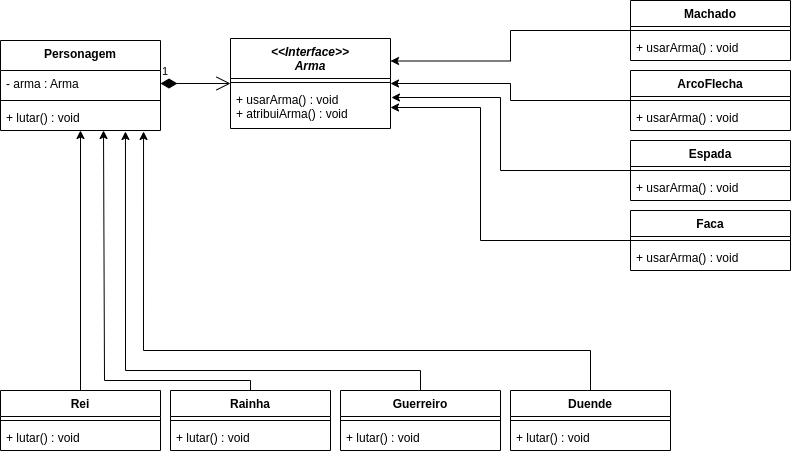 Personagem
- arma : Arma
+ lutar() : void
1
<<Interface>>
Arma
+ usarArma() : void
+ atribuiArma() : void
Machado
+ usarArma() : void
ArcoFlecha
+ usarArma() : void
Espada
+ usarArma() : void
Faca
+ usarArma() : void
Rei
+ lutar() : void
Rainha
+ lutar() : void
Guerreiro
+ lutar() : void
Duende
+ lutar() : void